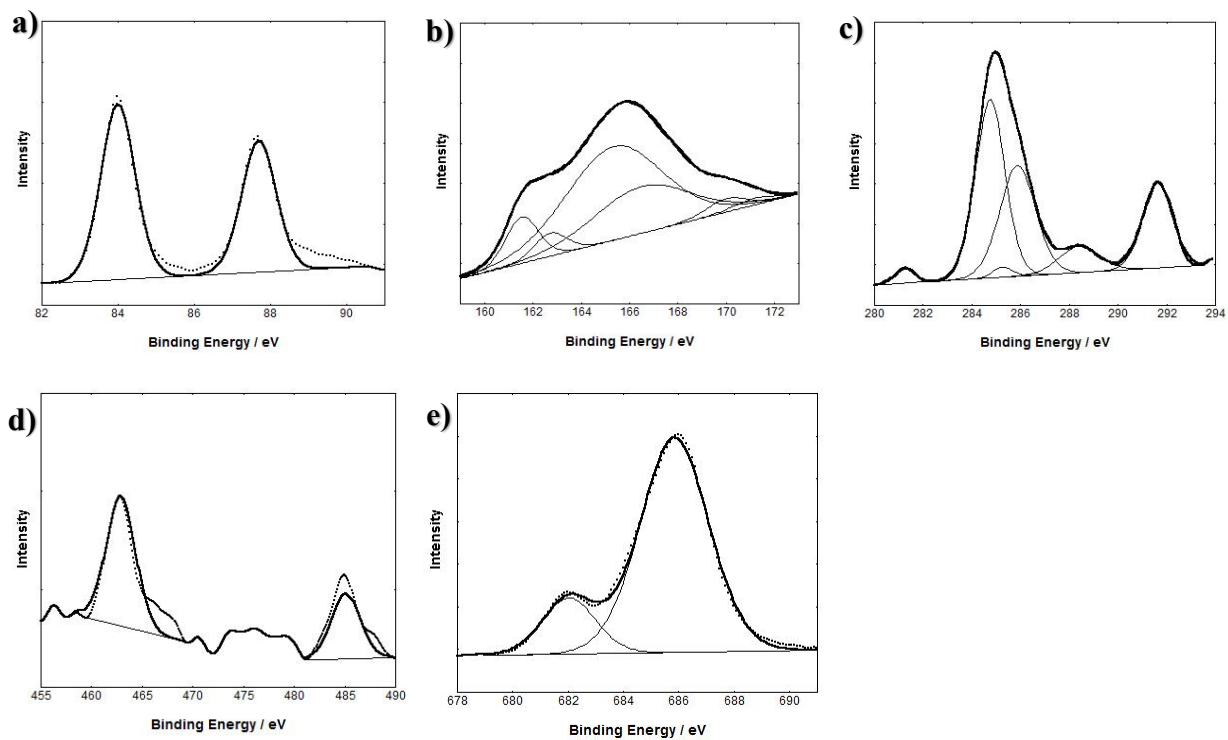 a)
Intensity
82 84 86 88 90
Binding Energy / eV
b)
Intensity
160 162 164 166 168 170 172
Binding Energy / eV
c)
Intensity
280 282 284 286 288 290 292 294
Binding Energy / eV
d)
Intensity
455 460 465 470 475 480 485 490
Binding Energy / eV
e)
Intensity
678 680 682 684 686 688 690
Binding Energy / eV